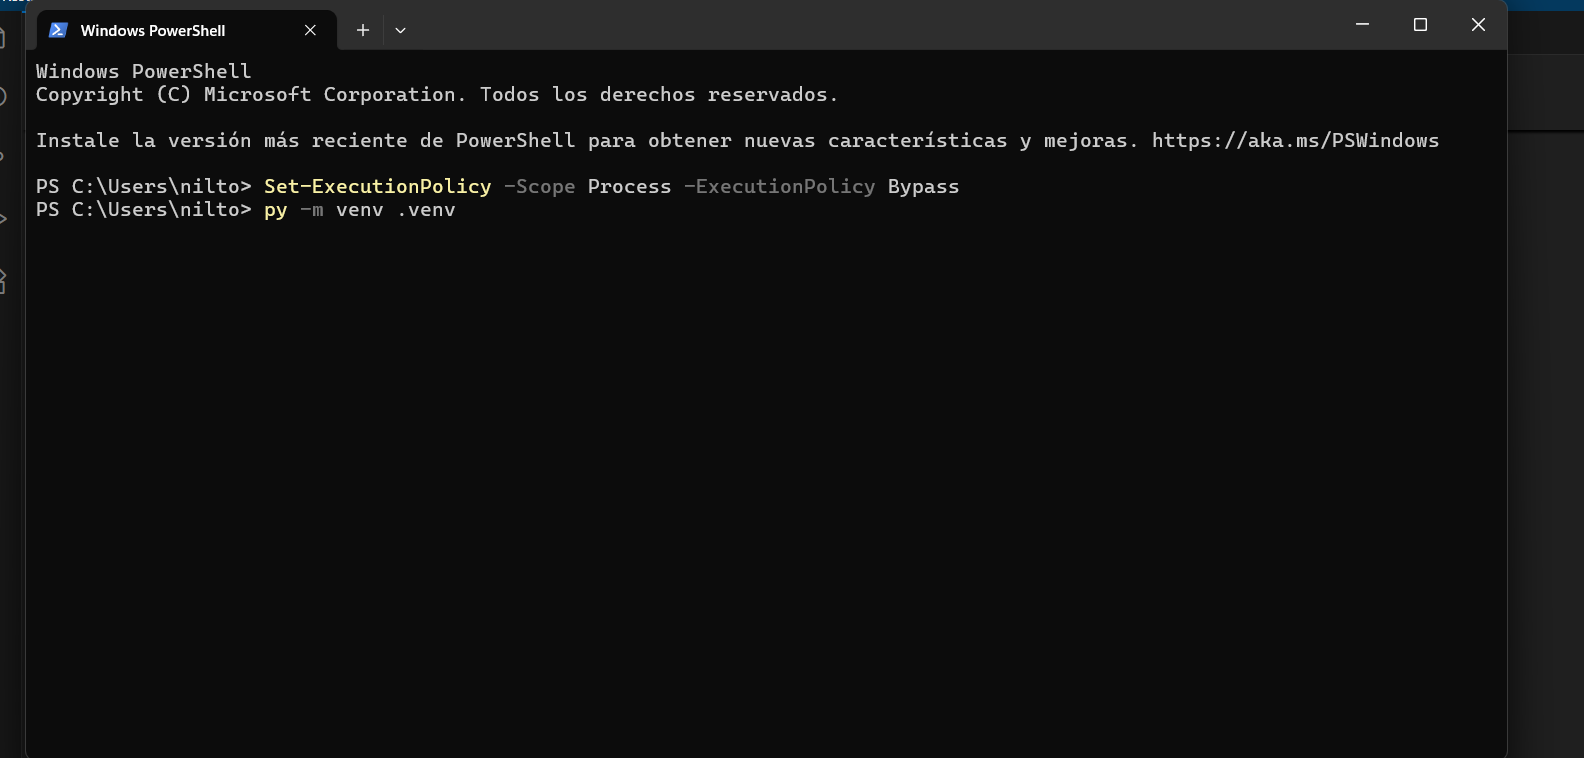 Windows PowerShell
Windows PowerShell
Copyright (C) Microsoft Corporation. Todos los derechos reservados.
Instale la versión más reciente de PowerShell para obtener nuevas características y mejoras. https://aka.ms/PSWindows
PS C:\Users\nilto> Set-ExecutionPolicy -Scope Process -ExecutionPolicy Bypass
PS C:\Users\nilto> py -m venv .venv